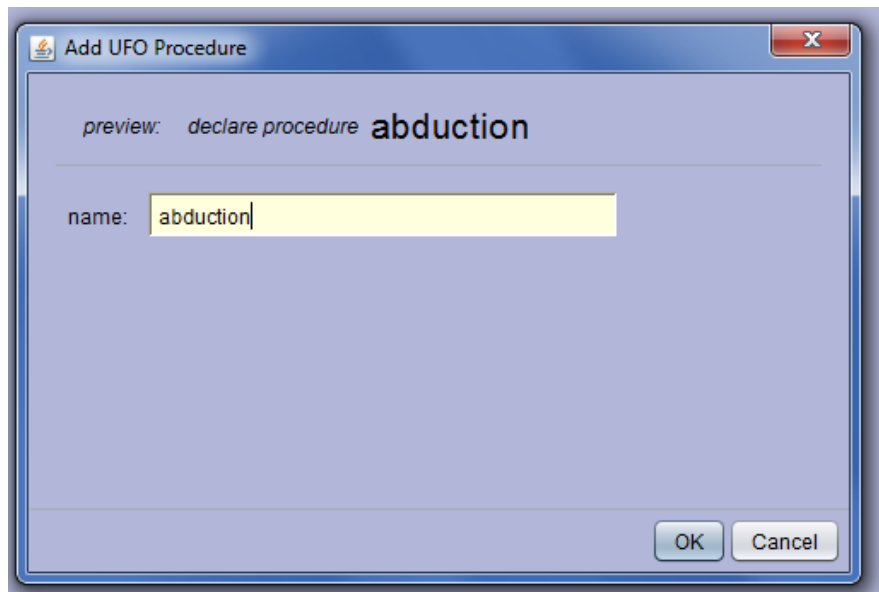 Add UFO Procedure
X
preview: declare procedure abduction
name: abduction
OK Cancel